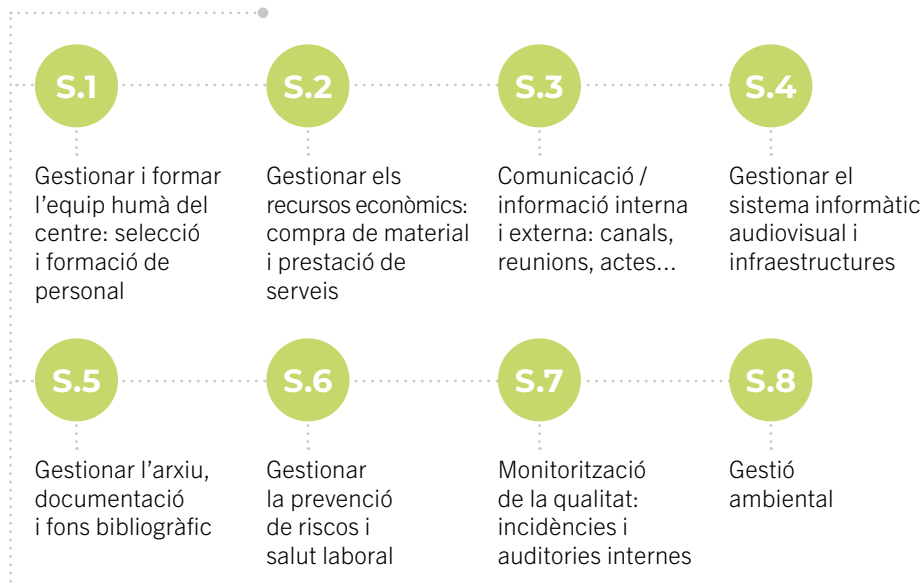 S.1
Gestionar i formar
l’equip humà del
centre: selecció
i formació de
personal
S.2
Gestionar els
recursos econòmics:
compra de material
i prestació de
serveis
S.3
Comunicació /
informació interna
i externa: canals,
reunions, actes...
S.4
Gestionar el
sistema informàtic
audiovisual i
infraestructures
S.5
Gestionar l’arxiu,
documentació
i fons bibliogràfic
S.6
Gestionar
la prevenció
de riscos i
salut laboral
S.7
Monitorització
de la qualitat:
incidències i
auditories internes
S.8
Gestió
ambiental